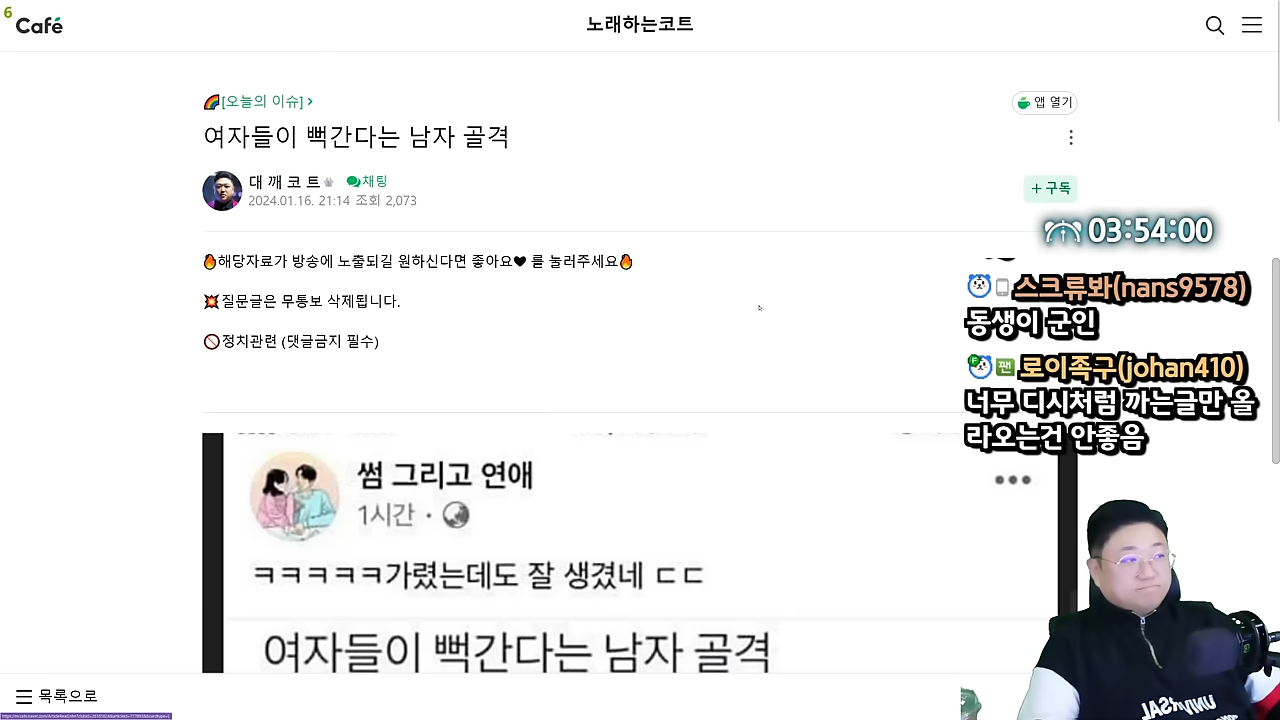 6
Café
노래하는코트
[오늘의 이슈] >
앱 열기
여자들이 뻑간다는 남자 골격
대 깨 코 트 채팅
2024.01.16. 21:14 조회 2,073
+ 구독
03:54:00
🔥해당자료가 방송에 노출되길 원하신다면 좋아요🖤 를 눌러주세요🔥
💥질문글은 무통보 삭제됩니다.
🚫정치관련 (댓글금지 필수)
스크류봐(nans9578)
동생이 군인
F 팬 로이족구(johan410)
너무 디시처럼 까는글만 올
라오는건 안좋음
썸 그리고 연애
1시간 ·
ㅋㅋㅋㅋㅋ가렸는데도 잘 생겼네 ㄷㄷ
여자들이 뻑간다는 남자 골격
목록으로